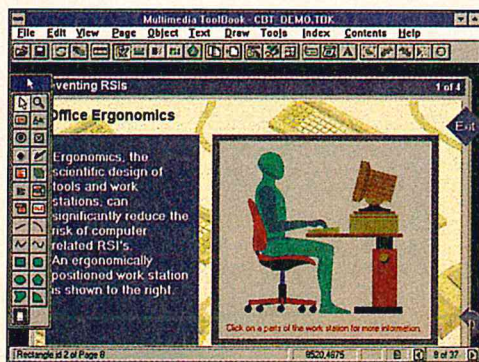 Multimedia ToolBook - CBT_DEMO.TBK
File Edit View Page Object Text Draw Tools Index Contents Help
eventing RSIs 1 of 4
Office Ergonomics
Exit
Ergonomics, the
scientific design of
tools and work
stations, can
significantly reduce the
risk of computer
related RSI's.
An ergonomically
positioned work station
is shown to the right.
Click on a parts of the work station for more information.
Rectangle id 2 of Page 8 8520,4875 8 of 37